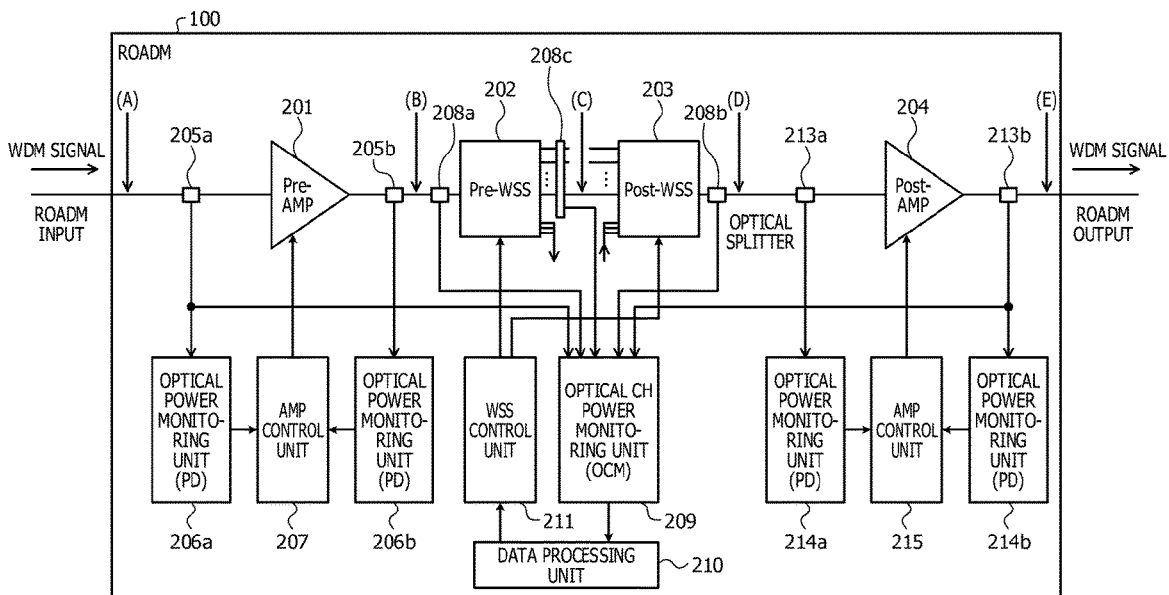 100
ROADM
208c
(A)
201
(B)
208a
202
(C)
203
208b
(D)
204
(E)
205a
205b
213a
213b
WDM SIGNAL
WDM SIGNAL
Pre-
AMP
Pre-WSS
Post-WSS
Post-
AMP
ROADM
INPUT
OPTICAL
SPLITTER
ROADM
OUTPUT
OPTICAL
POWER
MONITO-
RING
UNIT
(PD)
AMP
CONTROL
UNIT
OPTICAL
POWER
MONITO-
RING
UNIT
(PD)
WSS
CONTROL
UNIT
OPTICAL CH
POWER
MONITO-
RING UNIT
(OCM)
OPTICAL
POWER
MONITO-
RING
UNIT
(PD)
AMP
CONTROL
UNIT
OPTICAL
POWER
MONITO-
RING
UNIT
(PD)
206a
207
206b
211
209
214a
215
214b
DATA PROCESSING
UNIT
210